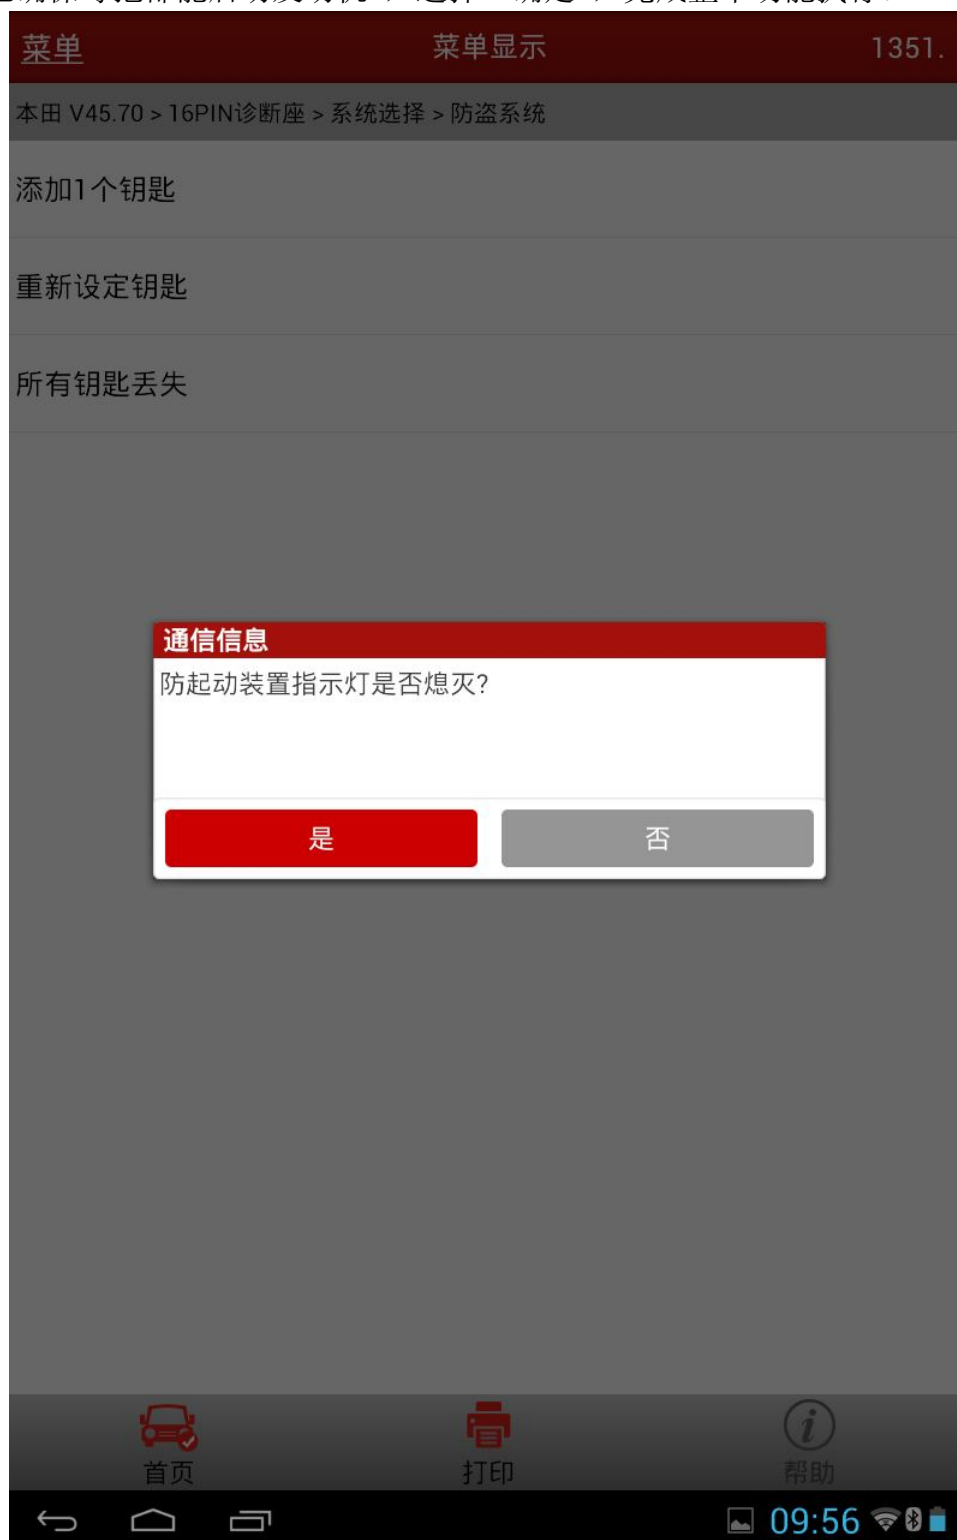 菜单
菜单显示
1351.
本田 V45.70 > 16PIN诊断座 > 系统选择 > 防盗系统
添加1个钥匙
重新设定钥匙
所有钥匙丢失
通信信息
防起动装置指示灯是否熄灭?
是
否
首页
打印
帮助
09:56